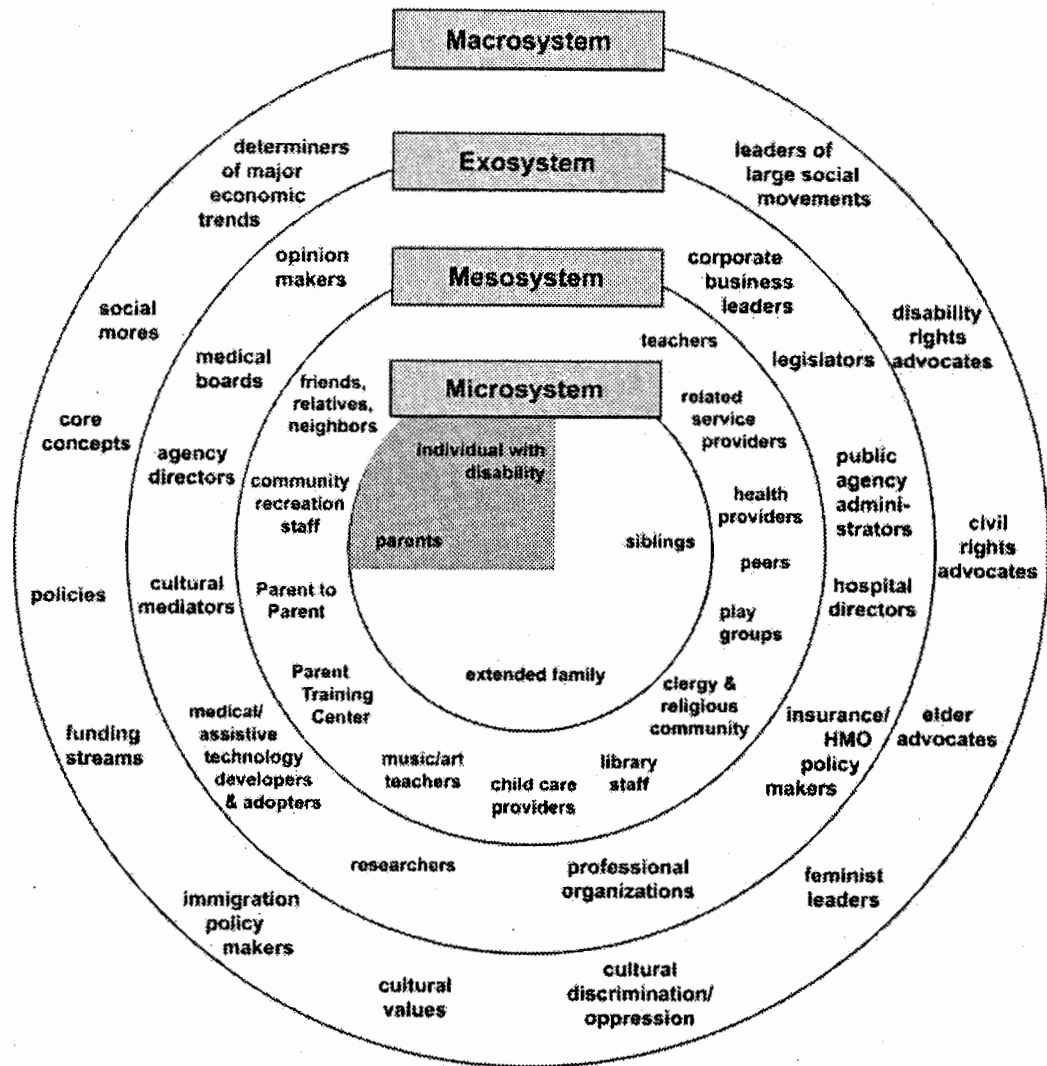 Macrosystem
determiners
of major
economic
trends
leaders of
large social
movements
social
mores
disability
rights
advocates
core
concepts
civil
rights
advocates
policies
funding
streams
elder
advocates
immigration
policy
makers
feminist
leaders
cultural
values
cultural
discrimination/
oppression
Exosystem
opinion
makers
corporate
business
leaders
medical
boards
legislators
agency
directors
public
agency
admini-
strators
cultural
mediators
hospital
directors
medical/
assistive
technology
developers
& adopters
insurance/
HMO
policy
makers
researchers
professional
organizations
Mesosystem
teachers
friends,
relatives,
neighbors
related
service
providers
community
recreation
staff
health
providers
peers
Parent to
Parent
play
groups
Parent
Training
Center
clergy &
religious
community
music/art
teachers
child care
providers
library
staff
Microsystem
individual with
disability
parents
siblings
extended family